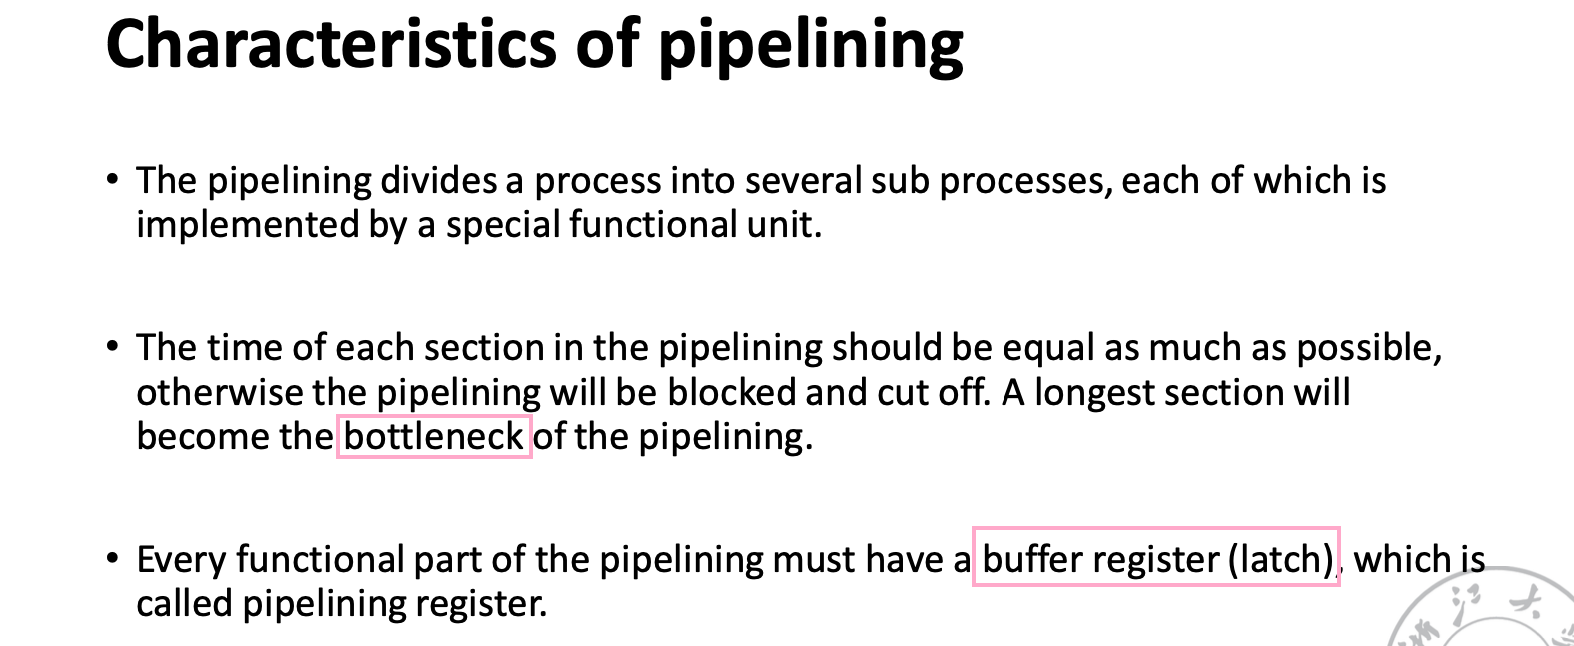 Characteristics of pipelining
• The pipelining divides a process into several sub processes, each of which is
implemented by a special functional unit.
• The time of each section in the pipelining should be equal as much as possible,
otherwise the pipelining will be blocked and cut off. A longest section will
become the bottleneck of the pipelining.
• Every functional part of the pipelining must have a buffer register (latch), which is
called pipelining register.